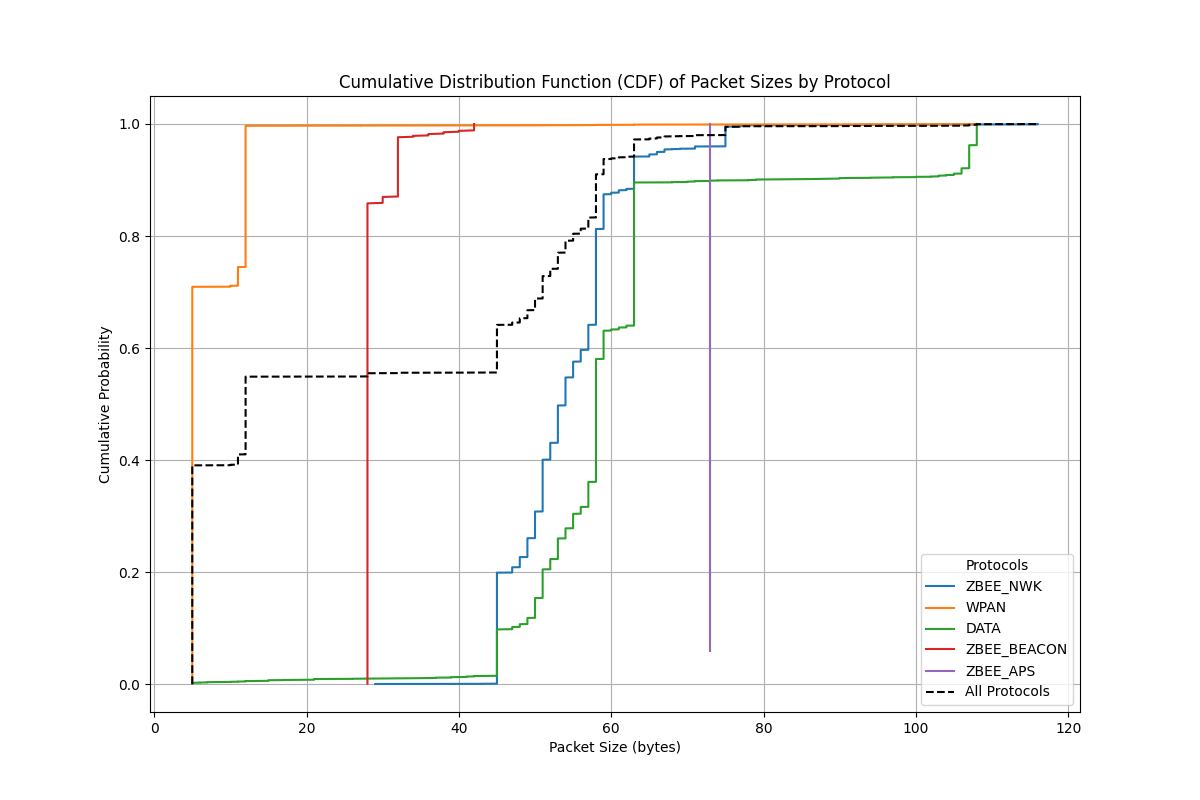 Cumulative Distribution Function (CDF) of Packet Sizes by Protocol
1.0
0.8
0.6
0.4
0.2
0.0
Cumulative Probability
0 20 40 60 80 100 120
Packet Size (bytes)
Protocols
ZBEE_NWK
WPAN
DATA
ZBEE_BEACON
ZBEE_APS
All Protocols